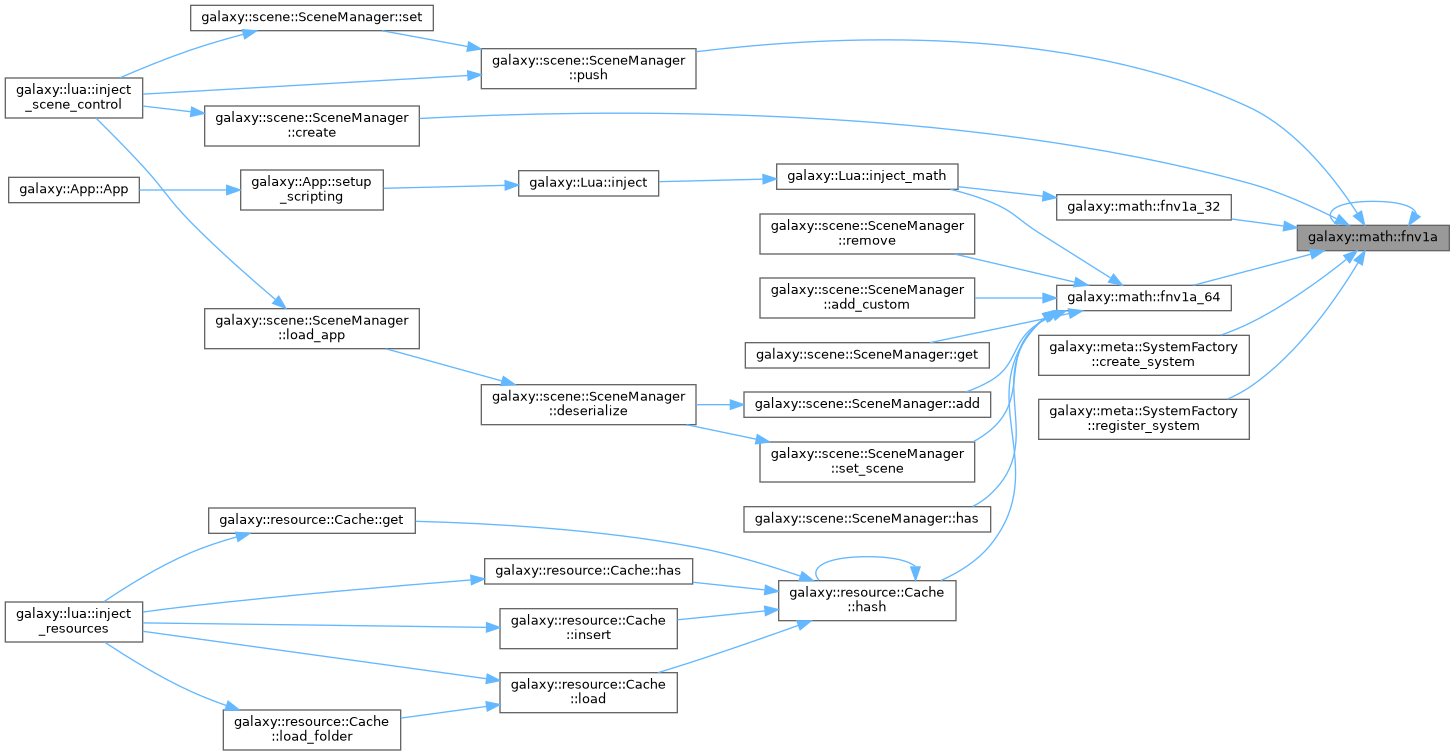 galaxy::scene::SceneManager::set
galaxy::scene::SceneManager
::push
galaxy::lua::inject
_scene_control
galaxy::scene::SceneManager
::create
galaxy::App::App
galaxy::App::setup
_scripting
galaxy::Lua::inject
galaxy::Lua::inject_math
galaxy::math::fnv1a_32
galaxy::math::fnv1a
galaxy::scene::SceneManager
::remove
galaxy::scene::SceneManager
::add_custom
galaxy::math::fnv1a_64
galaxy::scene::SceneManager
::load_app
galaxy::scene::SceneManager::get
galaxy::meta::SystemFactory
::create_system
galaxy::scene::SceneManager
::deserialize
galaxy::scene::SceneManager::add
galaxy::meta::SystemFactory
::register_system
galaxy::scene::SceneManager
::set_scene
galaxy::scene::SceneManager::has
galaxy::resource::Cache::get
galaxy::resource::Cache::has
galaxy::resource::Cache
::hash
galaxy::lua::inject
_resources
galaxy::resource::Cache
::insert
galaxy::resource::Cache
::load
galaxy::resource::Cache
::load_folder